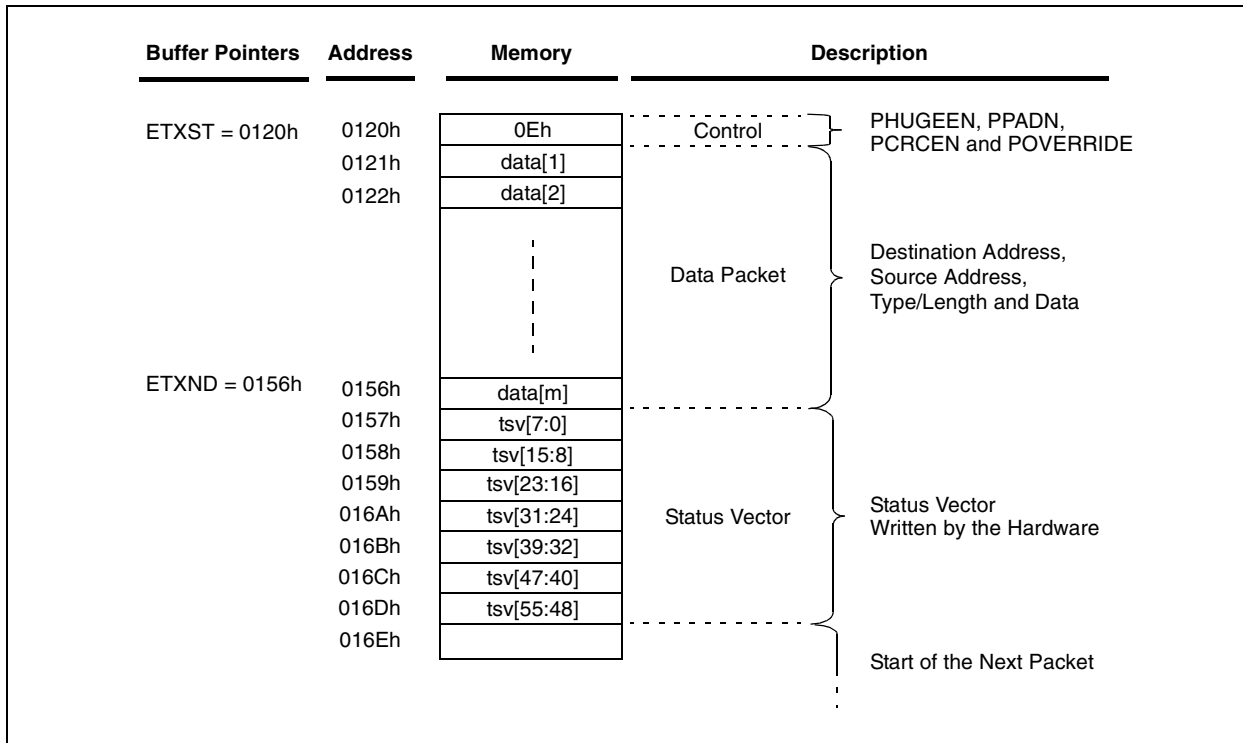 Buffer Pointers Address Memory Description
ETXST = 0120h 0120h 0Eh Control PHUGEEN, PPADN,
PCRCEN and POVERRIDE
0121h data[1]
0122h data[2]
Data Packet
Destination Address,
Source Address,
Type/Length and Data
ETXND = 0156h 0156h data[m]
0157h tsv[7:0]
0158h tsv[15:8]
0159h tsv[23:16]
016Ah tsv[31:24] Status Vector
Status Vector
Written by the Hardware
016Bh tsv[39:32]
016Ch tsv[47:40]
016Dh tsv[55:48]
016Eh
Start of the Next Packet